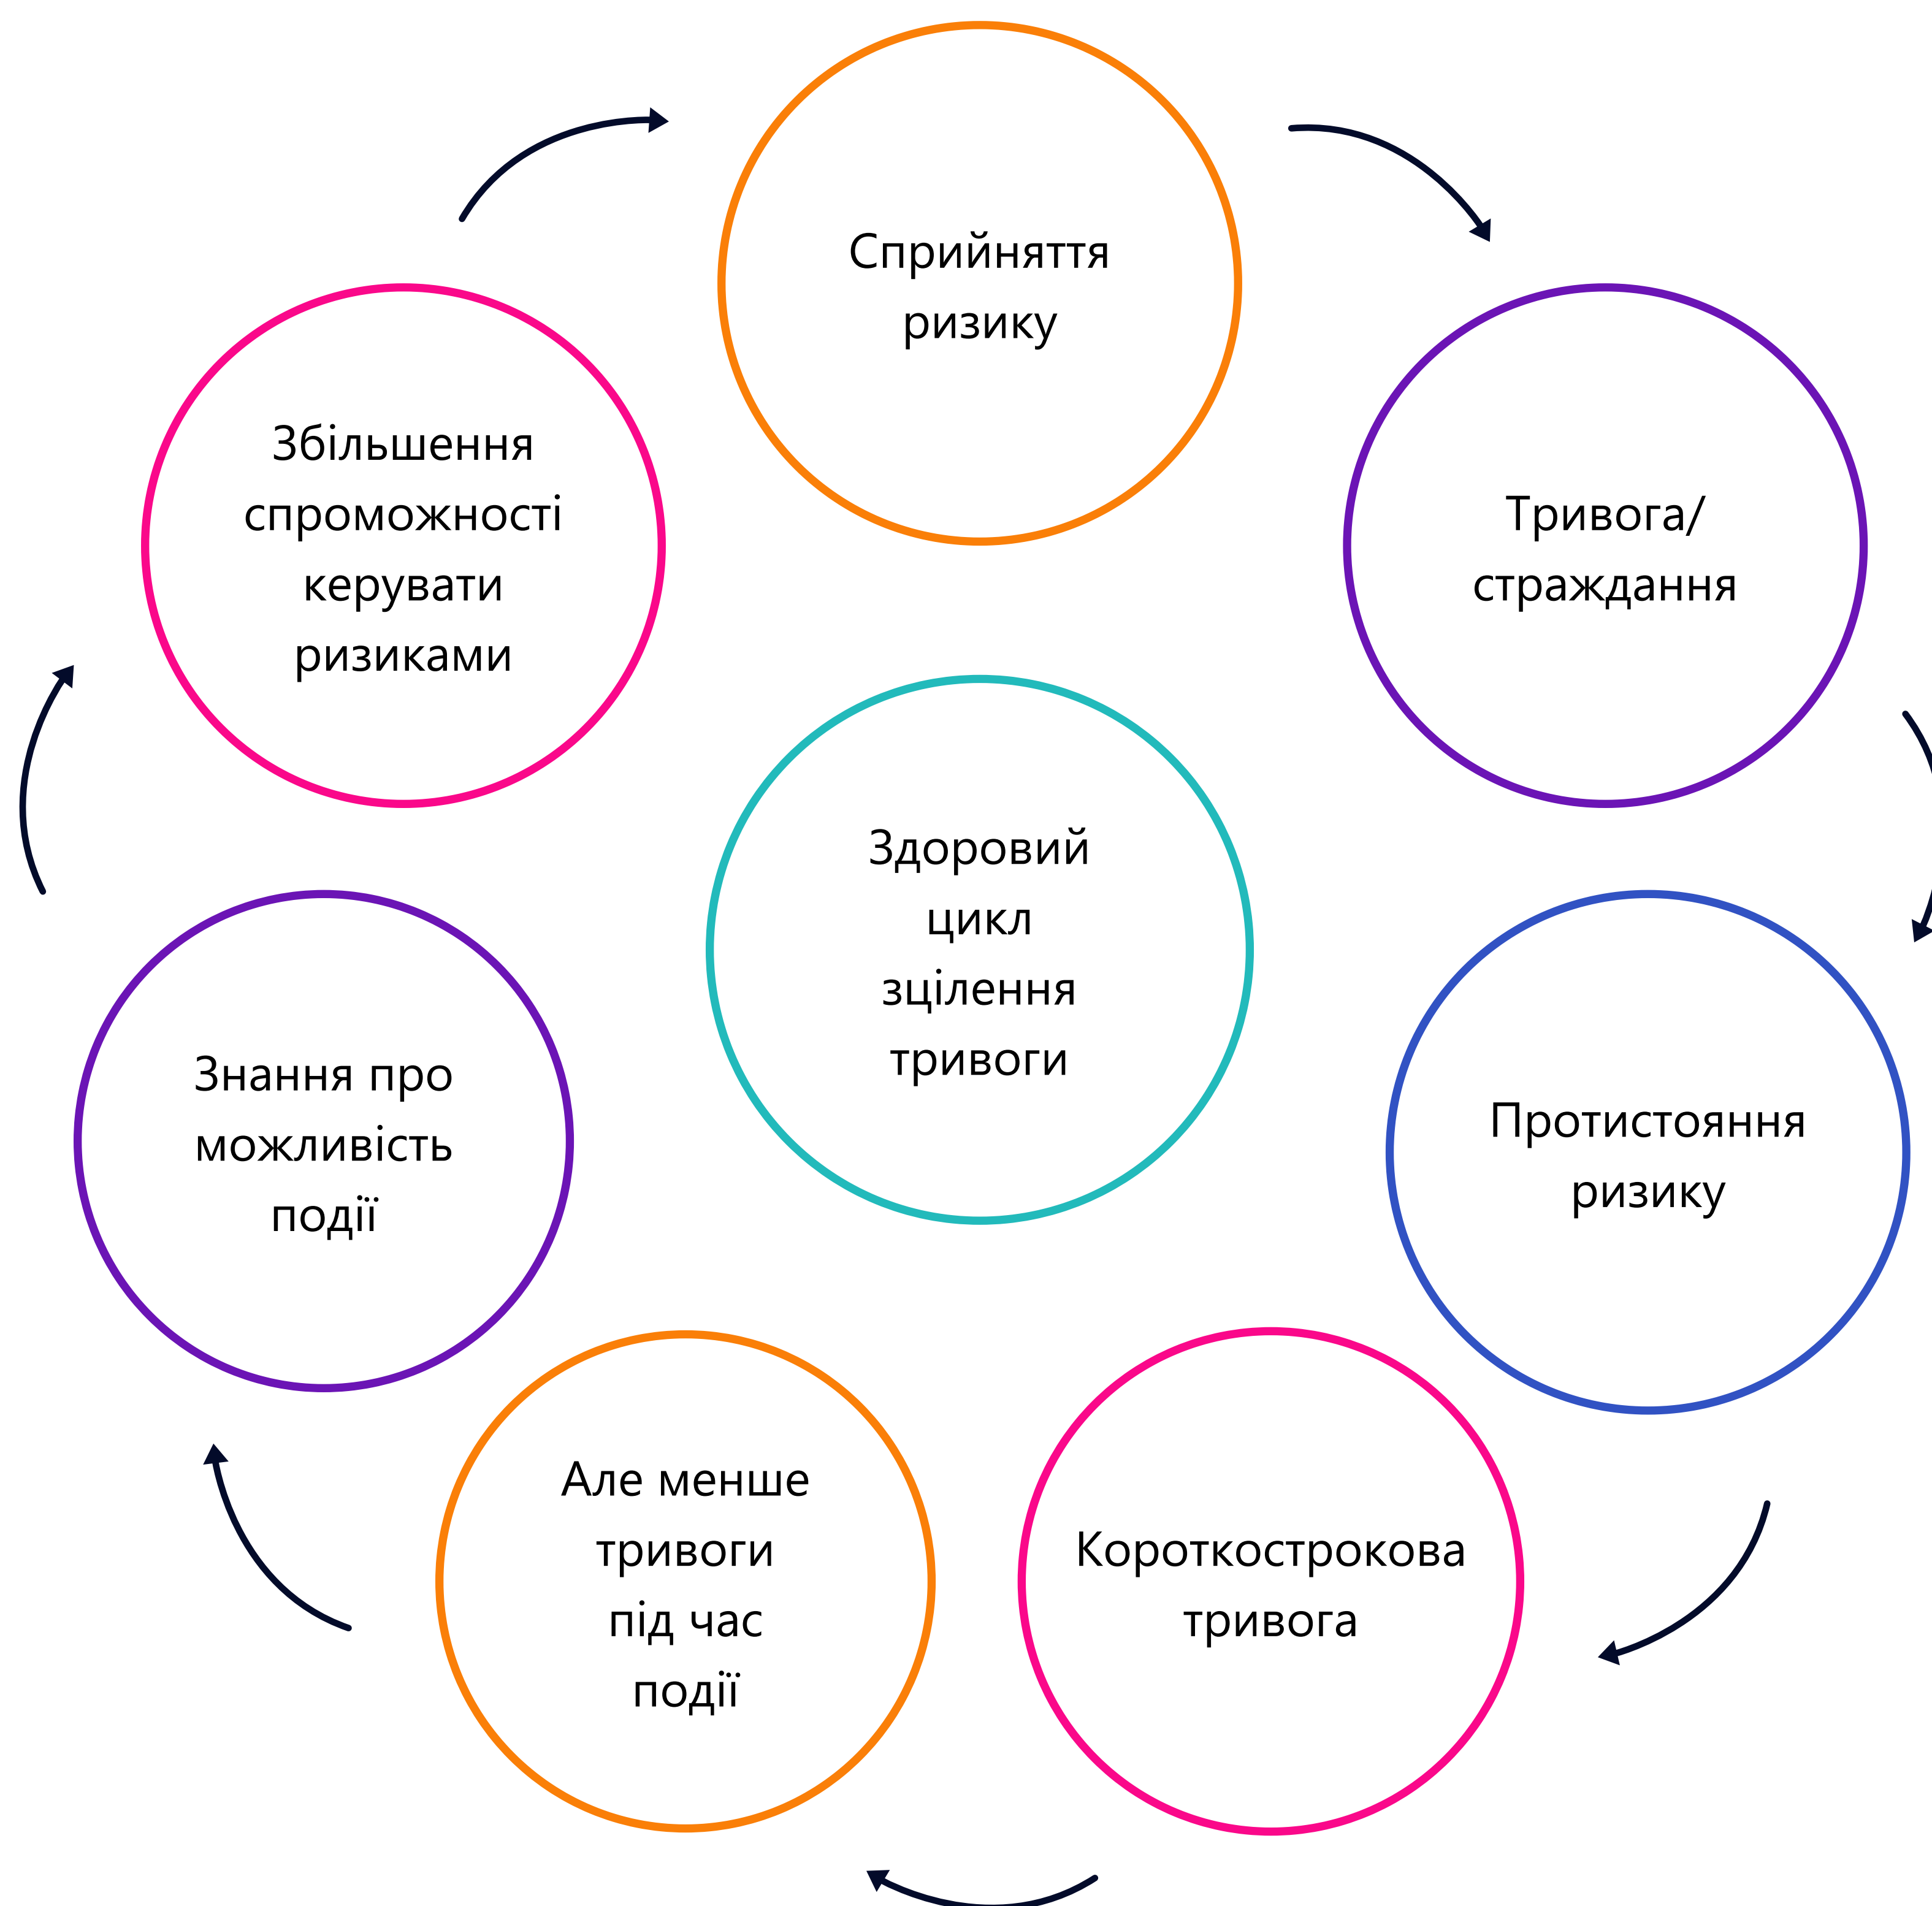 Сприйняття
ризику
Тривога/
страждання
Протистояння
ризику
Короткострокова
тривога
Але менше
тривоги
під час
події
Знання про
можливість
події
Збільшення
спроможності
керувати
ризиками
Здоровий
цикл
зцілення
тривоги